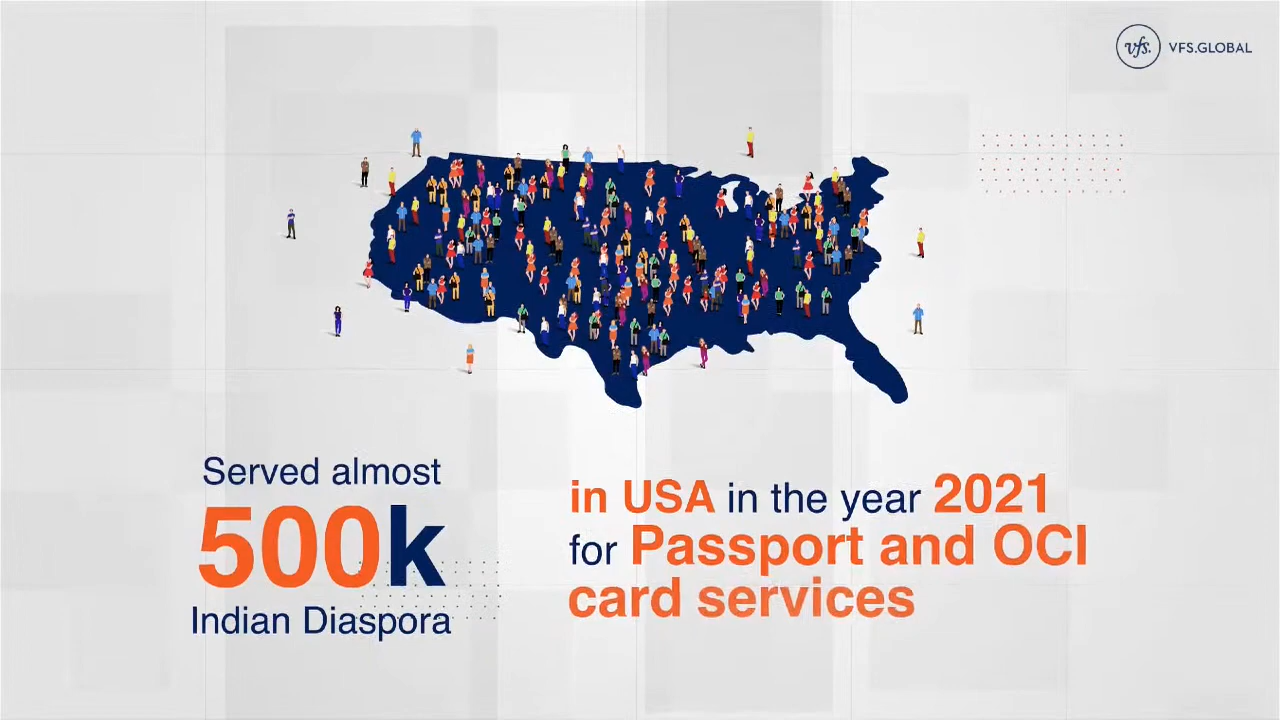 vfs. VFS.GLOBAL
Served almost
500k
Indian Diaspora
in USA in the year 2021
for Passport and OCI
card services